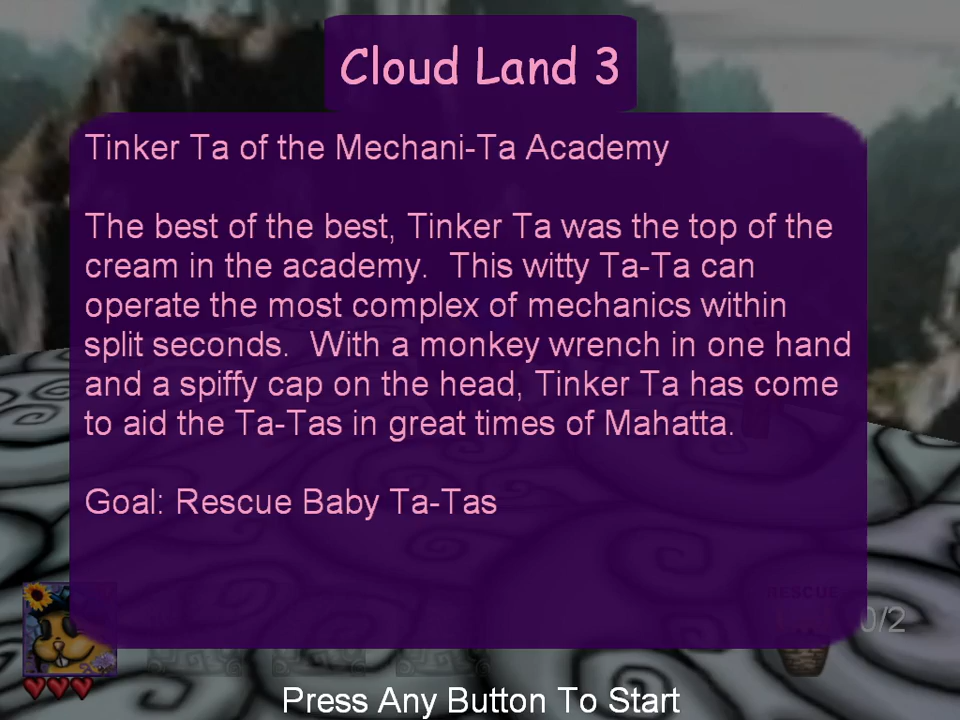 Cloud Land 3
Tinker Ta of the Mechani-Ta Academy
The best of the best, Tinker Ta was the top of the
cream in the academy.  This witty Ta-Ta can
operate the most complex of mechanics within
split seconds.  With a monkey wrench in one hand
and a spiffy cap on the head, Tinker Ta has come
to aid the Ta-Tas in great times of Mahatta.
Goal: Rescue Baby Ta-Tas
RESCUE
0/2
Press Any Button To Start